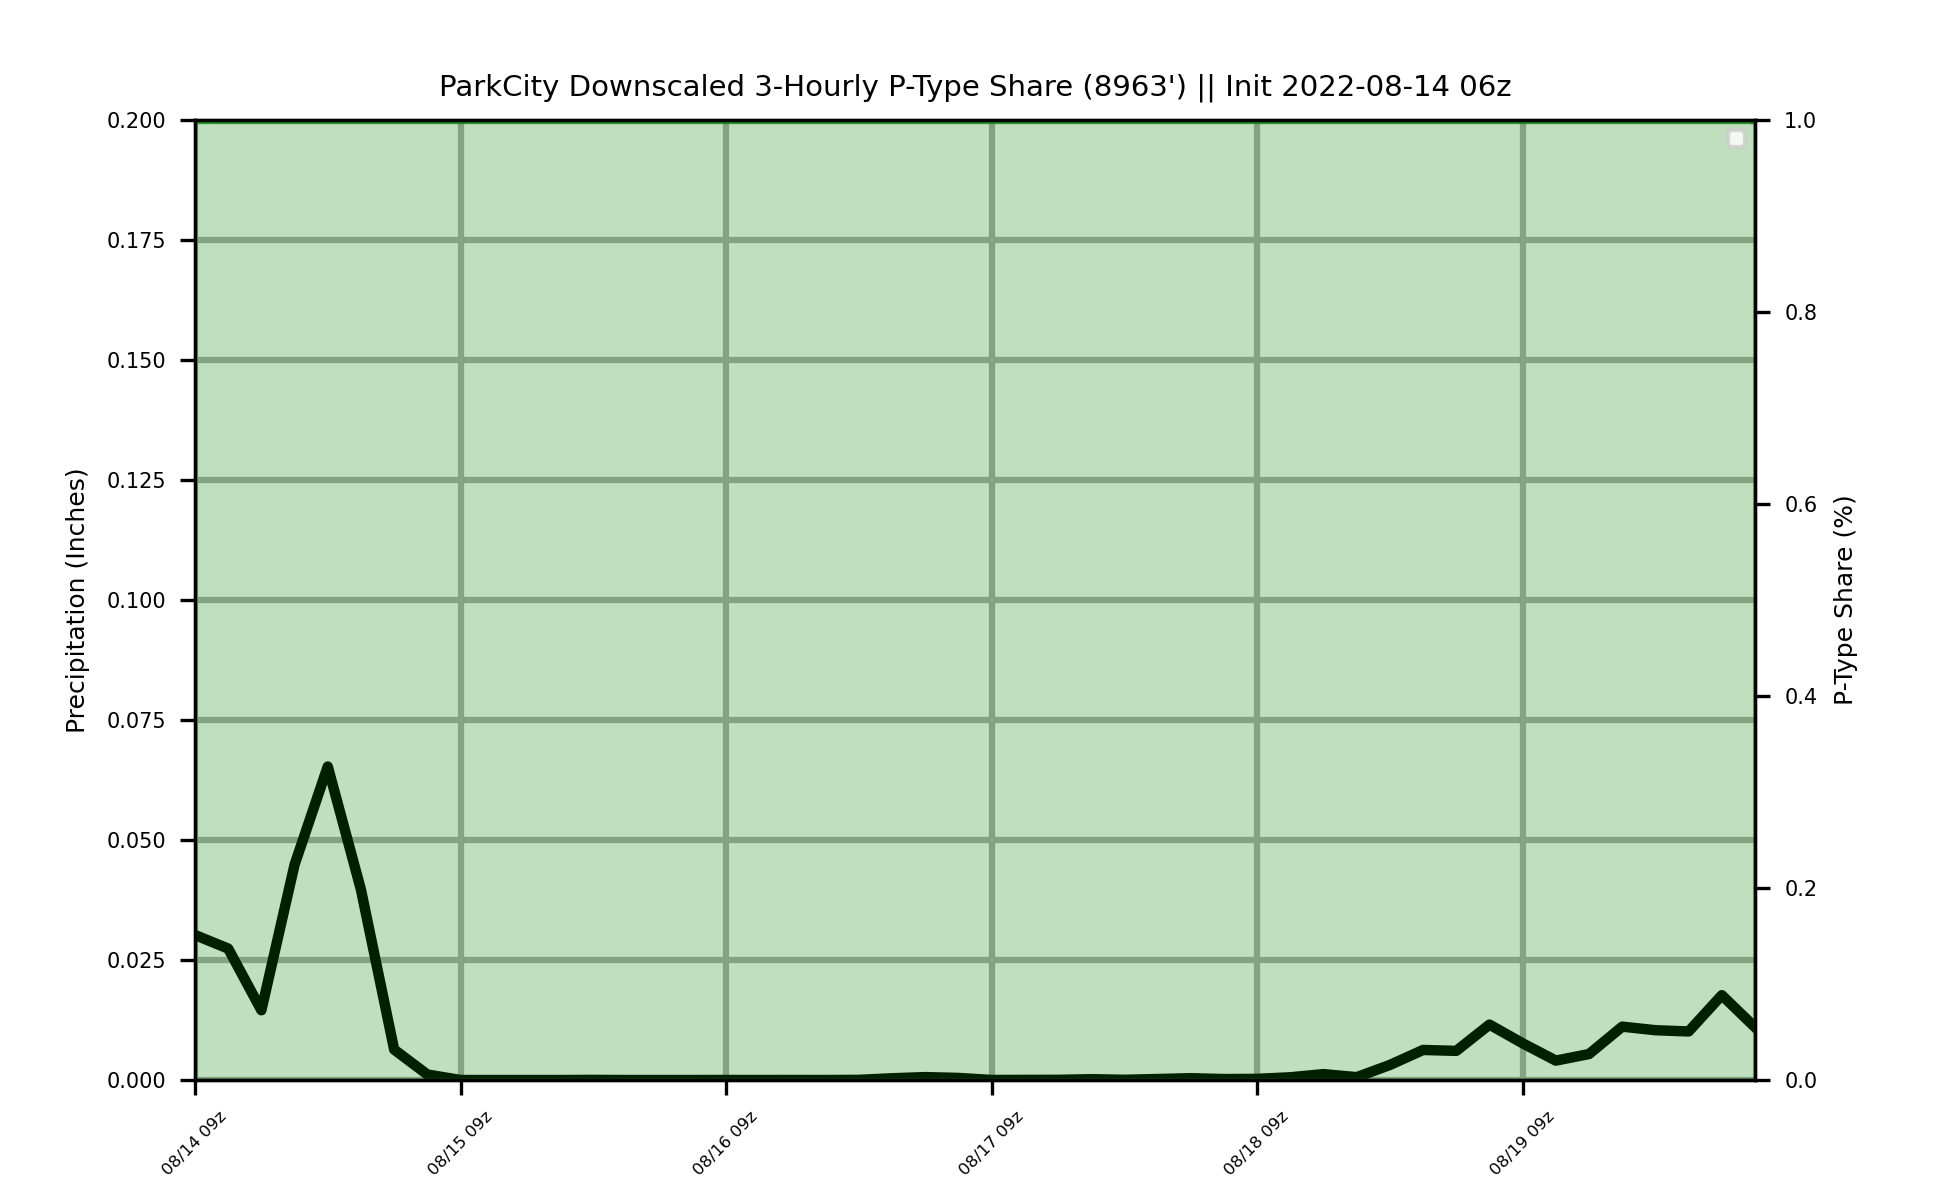 ParkCity Downscaled 3-Hourly P-Type Share (8963') || Init 2022-08-14 06z
0.200
0.175
0.150
0.125
0.100
0.075
0.050
0.025
0.000
Precipitation (Inches)
1.0
0.8
0.6
0.4
0.2
0.0
P-Type Share (%)
08/14 09z
08/15 09z
08/16 09z
08/17 09z
08/18 09z
08/19 09z